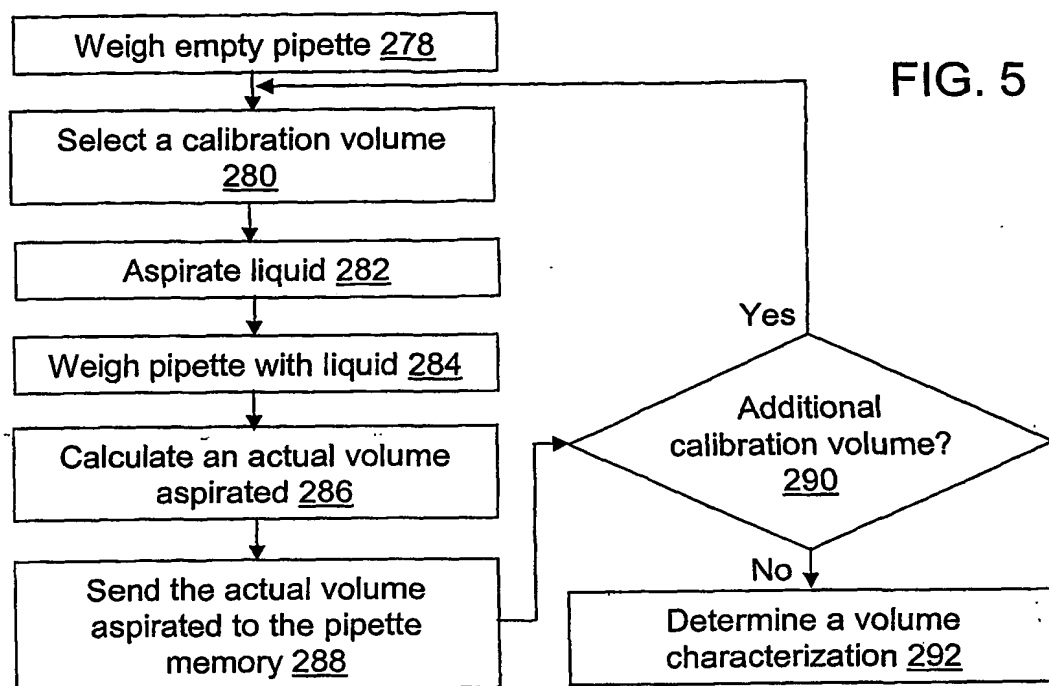 Weigh empty pipette 278
FIG. 5
Select a calibration volume
280
Aspirate liquid 282
Weigh pipette with liquid 284
Calculate an actual volume
aspirated 286
Send the actual volume
aspirated to the pipette
memory 288
Yes
Additional
calibration volume?
290
No
Determine a volume
characterization 292